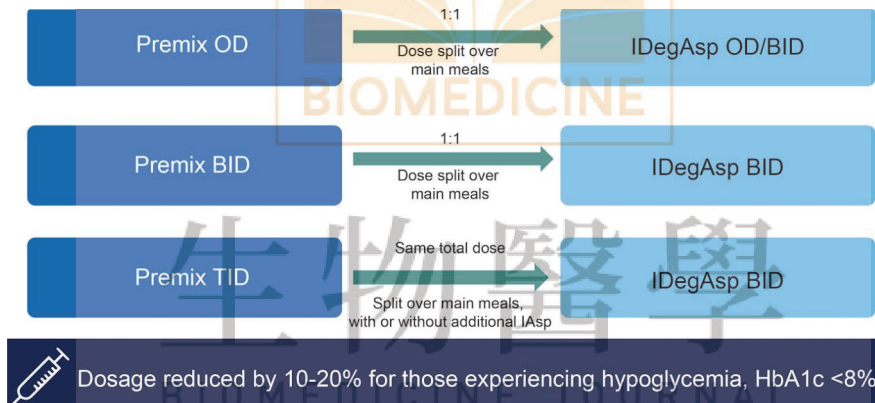 Premix OD
1:1
Dose split over
main meals
IDegAsp OD/BID
BIOMEDICINE
Premix BID
1:1
Dose split over
main meals
IDegAsp BID
生物醫學
Premix TID
Same total dose
Split over main meals,
with or without additional IAsp
IDegAsp BID
Dosage reduced by 10-20% for those experiencing hypoglycemia, HbA1c <8%
BIOMEDICINE JOURNAL